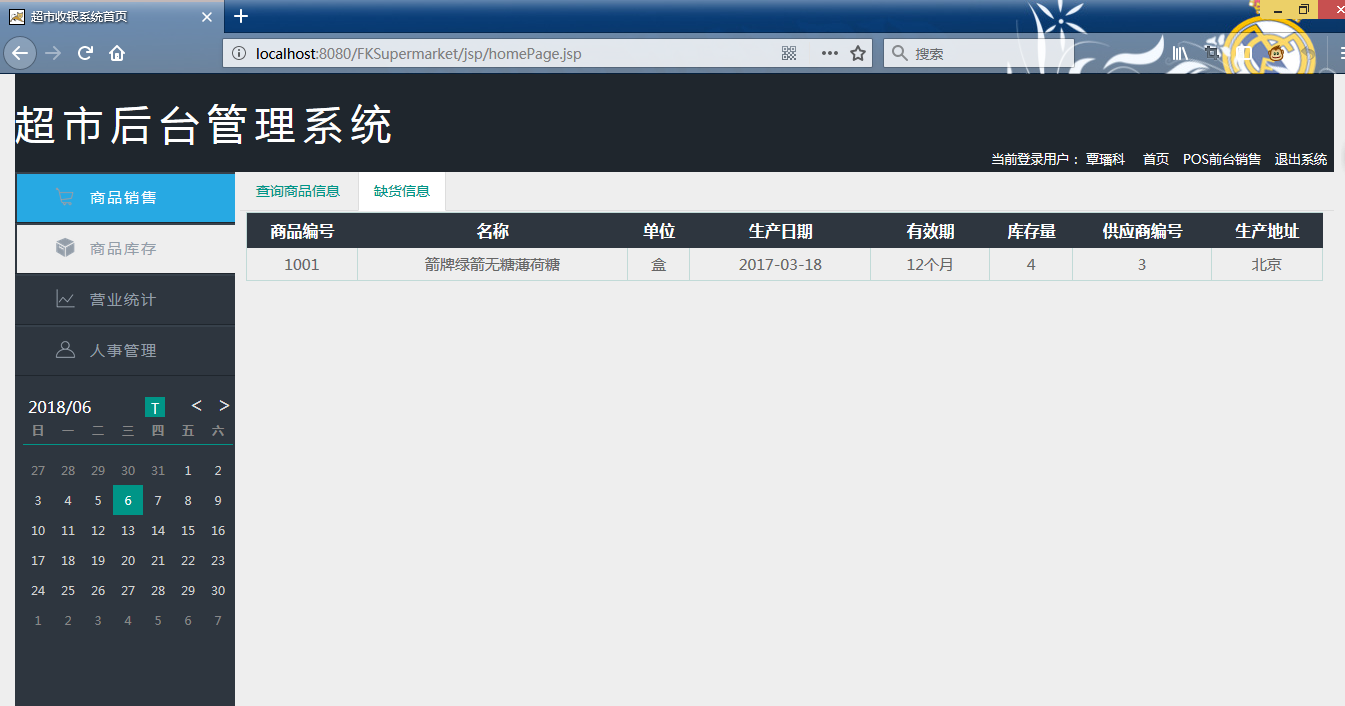 超市收银系统首页
localhost:8080/FKSupermarket/jsp/homePage.jsp
搜索
超市后台管理系统
当前登录用户： 覃璠科 首页 POS前台销售 退出系统
商品销售
商品库存
营业统计
人事管理
查询商品信息 缺货信息
商品编号 名称 单位 生产日期 有效期 库存量 供应商编号 生产地址
1001 箭牌绿箭无糖薄荷糖 盒 2017-03-18 12个月 4 3 北京
2018/06 T < >
日 一 二 三 四 五 六
27 28 29 30 31 1 2
3 4 5 6 7 8 9
10 11 12 13 14 15 16
17 18 19 20 21 22 23
24 25 26 27 28 29 30
1 2 3 4 5 6 7